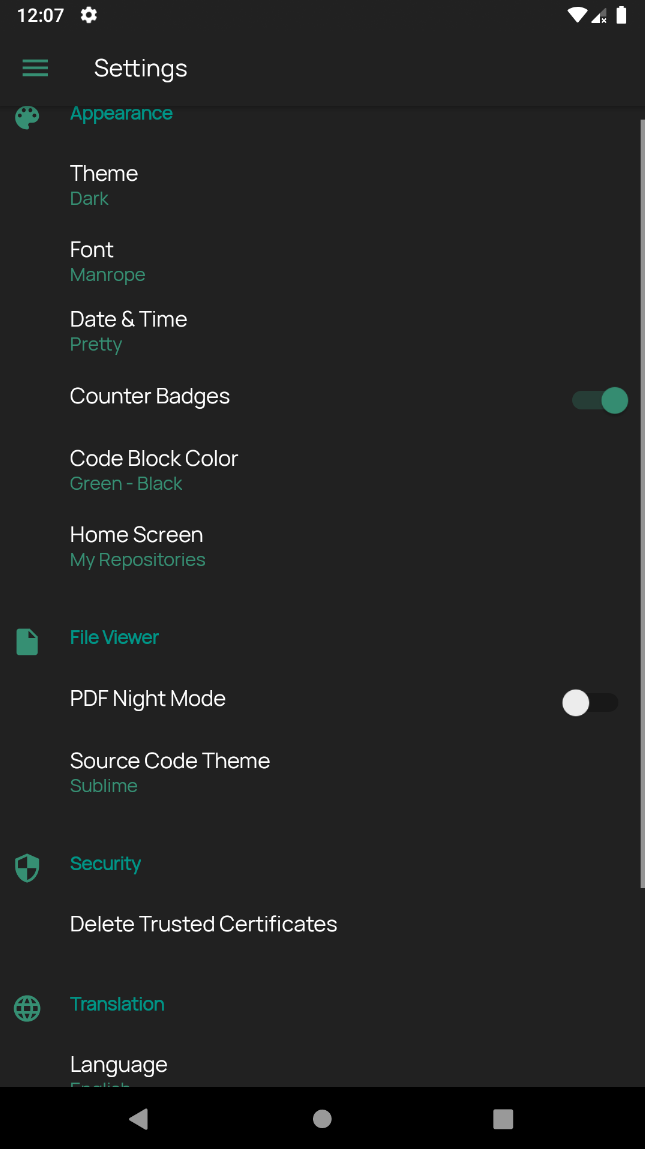 12:07
Settings
Appearance
Theme
Dark
Font
Manrope
Date & Time
Pretty
Counter Badges
Code Block Color
Green - Black
Home Screen
My Repositories
File Viewer
PDF Night Mode
Source Code Theme
Sublime
Security
Delete Trusted Certificates
Translation
Language
English